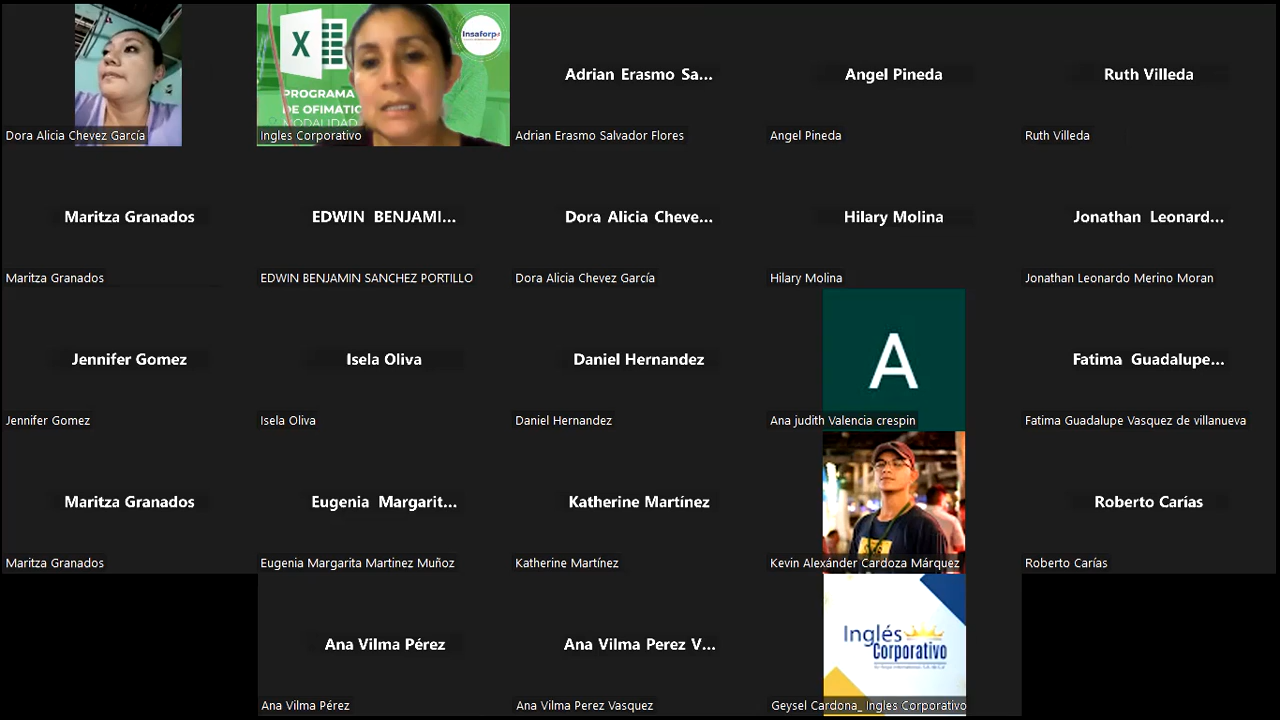 Dora Alicia Chevez García
X
Insaforp
PROGRAMA
DE OFIMATIC
MODALIDAD
Ingles Corporativo
Adrian Erasmo Sa...
Adrian Erasmo Salvador Flores
Angel Pineda
Angel Pineda
Ruth Villeda
Ruth Villeda
Maritza Granados
Maritza Granados
EDWIN BENJAMI...
EDWIN BENJAMIN SANCHEZ PORTILLO
Dora Alicia Cheve...
Dora Alicia Chevez García
Hilary Molina
Hilary Molina
Jonathan Leonard...
Jonathan Leonardo Merino Moran
Jennifer Gomez
Jennifer Gomez
Isela Oliva
Isela Oliva
Daniel Hernandez
Daniel Hernandez
A
Ana judith Valencia crespin
Fatima Guadalupe...
Fatima Guadalupe Vasquez de villanueva
Maritza Granados
Maritza Granados
Eugenia Margarit...
Eugenia Margarita Martinez Muñoz
Katherine Martínez
Katherine Martínez
Kevin Alexánder Cardoza Márquez
Roberto Carías
Roberto Carías
Ana Vilma Pérez
Ana Vilma Pérez
Ana Vilma Perez V...
Ana Vilma Perez Vasquez
Inglés
Corporativo
Geysel Cardona_ Ingles Corporativo